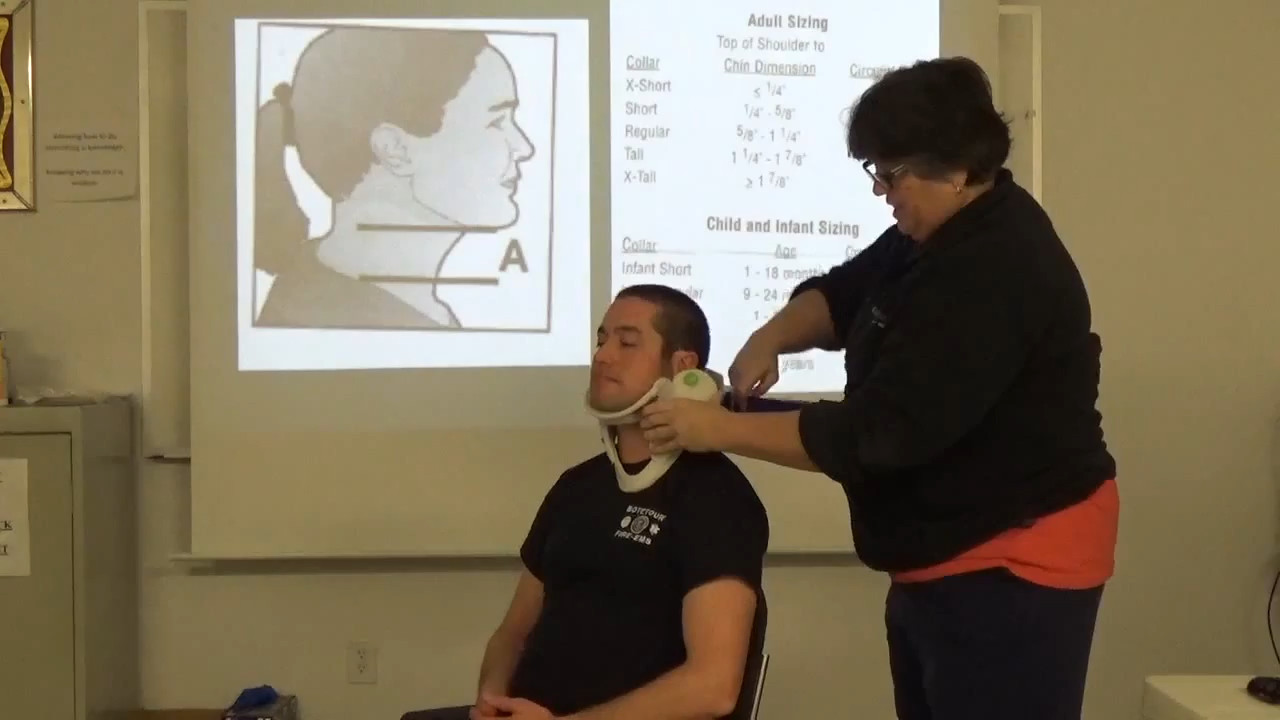 Adult Sizing
Top of Shoulder to
Collar Chin Dimension
X-Short ≤ 1/4"
Short 1/4" - 5/8"
Regular 5/8" - 1 1/4"
Tall 1 1/4" - 1 7/8"
X-Tall ≥ 1 7/8"
A
Child and Infant Sizing
Collar Age
Infant Short 1 - 18 months
9 - 24
1 -
years
BOTETOURT
FIRE-EMS